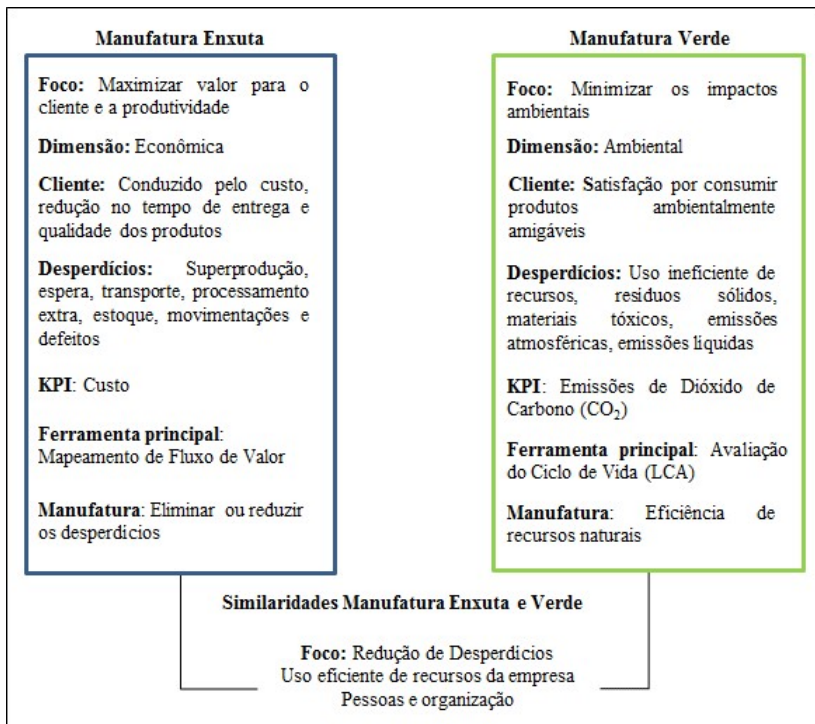 Manufatura Enxuta
Foco: Maximizar valor para o
cliente e a produtividade
Dimensão: Econômica
Cliente: Conduzido pelo custo,
redução no tempo de entrega e
qualidade dos produtos
Desperdícios: Superprodução,
espera, transporte, processamento
extra, estoque, movimentações e
defeitos
KPI: Custo
Ferramenta principal:
Mapeamento de Fluxo de Valor
Manufatura: Eliminar ou reduzir
os desperdícios
Manufatura Verde
Foco: Minimizar os impactos
ambientais
Dimensão: Ambiental
Cliente: Satisfação por consumir
produtos ambientalmente
amigáveis
Desperdícios: Uso ineficiente de
recursos, resíduos sólidos,
materiais tóxicos, emissões
atmosféricas, emissões líquidas
KPI: Emissões de Dióxido de
Carbono (CO₂)
Ferramenta principal: Avaliação
do Ciclo de Vida (LCA)
Manufatura: Eficiência de
recursos naturais
Similaridades Manufatura Enxuta e Verde
Foco: Redução de Desperdícios
Uso eficiente de recursos da empresa
Pessoas e organização